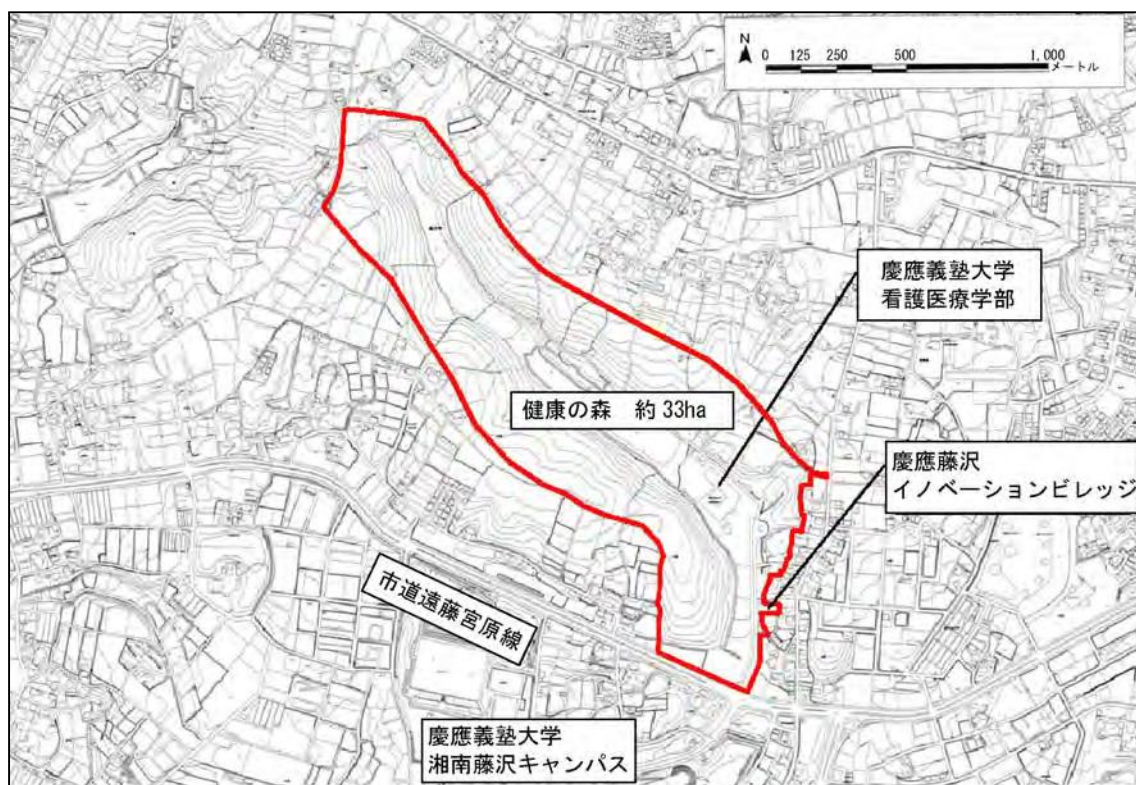 N
0 125 250 500 1,000
メートル
慶應義塾大学
看護医療学部
健康の森 約33ha
慶應藤沢
イノベーションビレッジ
市道遠藤宮原線
慶應義塾大学
湘南藤沢キャンパス